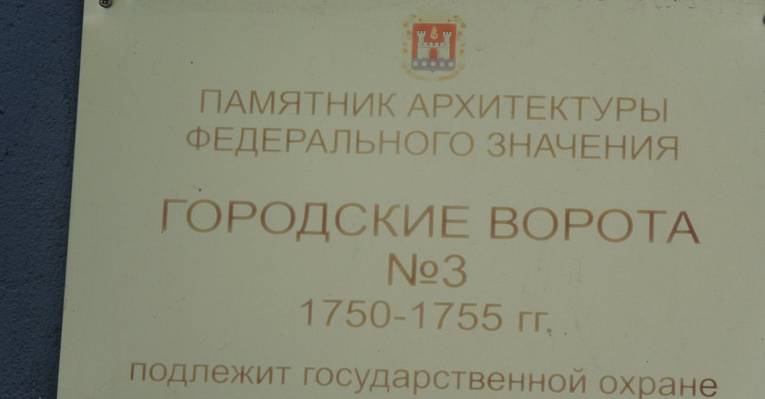 ПАМЯТНИК АРХИТЕКТУРЫ
ФЕДЕРАЛЬНОГО ЗНАЧЕНИЯ
ГОРОДСКИЕ ВОРОТА
№3
1750-1755 гг.
подлежит государственной охране